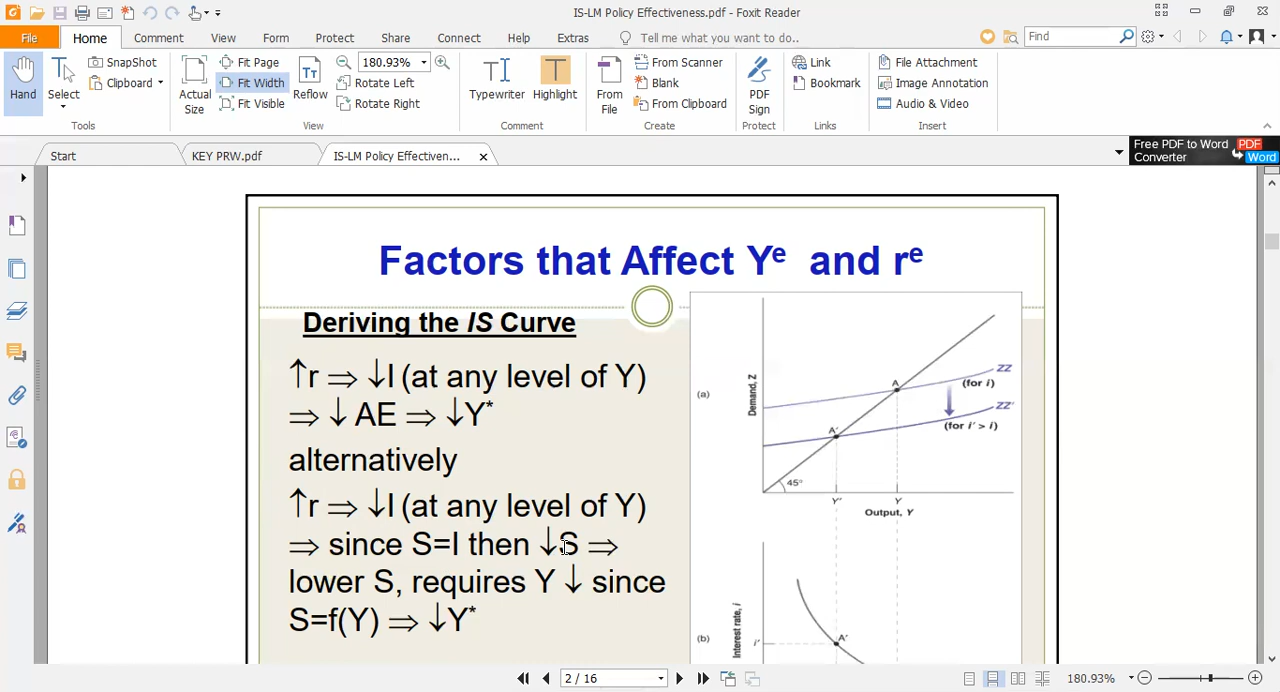 IS-LM Policy Effectiveness.pdf - Foxit Reader
File Home Comment View Form Protect Share Connect Help Extras Tell me what you want to do.. Find
Hand Select SnapShot Clipboard Actual Size Fit Page Fit Width Fit Visible Reflow 180.93% Rotate Left Rotate Right Typewriter Highlight From File From Scanner Blank From Clipboard PDF Sign Link Bookmark File Attachment Image Annotation Audio & Video
Tools View Comment Create Protect Links Insert
Start KEY PRW.pdf IS-LM Policy Effectiven...
Free PDF to Word Converter PDF Word
Factors that Affect Yᵉ and rᵉ
Deriving the IS Curve
↑r ⇒ ↓I (at any level of Y)
⇒ ↓ AE ⇒ ↓Y*
alternatively
↑r ⇒ ↓I (at any level of Y)
⇒ since S=I then ↓S ⇒
lower S, requires Y ↓ since
S=f(Y) ⇒ ↓Y*
(a)
Demand, Z
A
ZZ
(for i)
ZZ'
(for i' > i)
A'
45°
Y' Y
Output, Y
(b)
Interest rate, i
i'
A'
2 / 16
180.93%